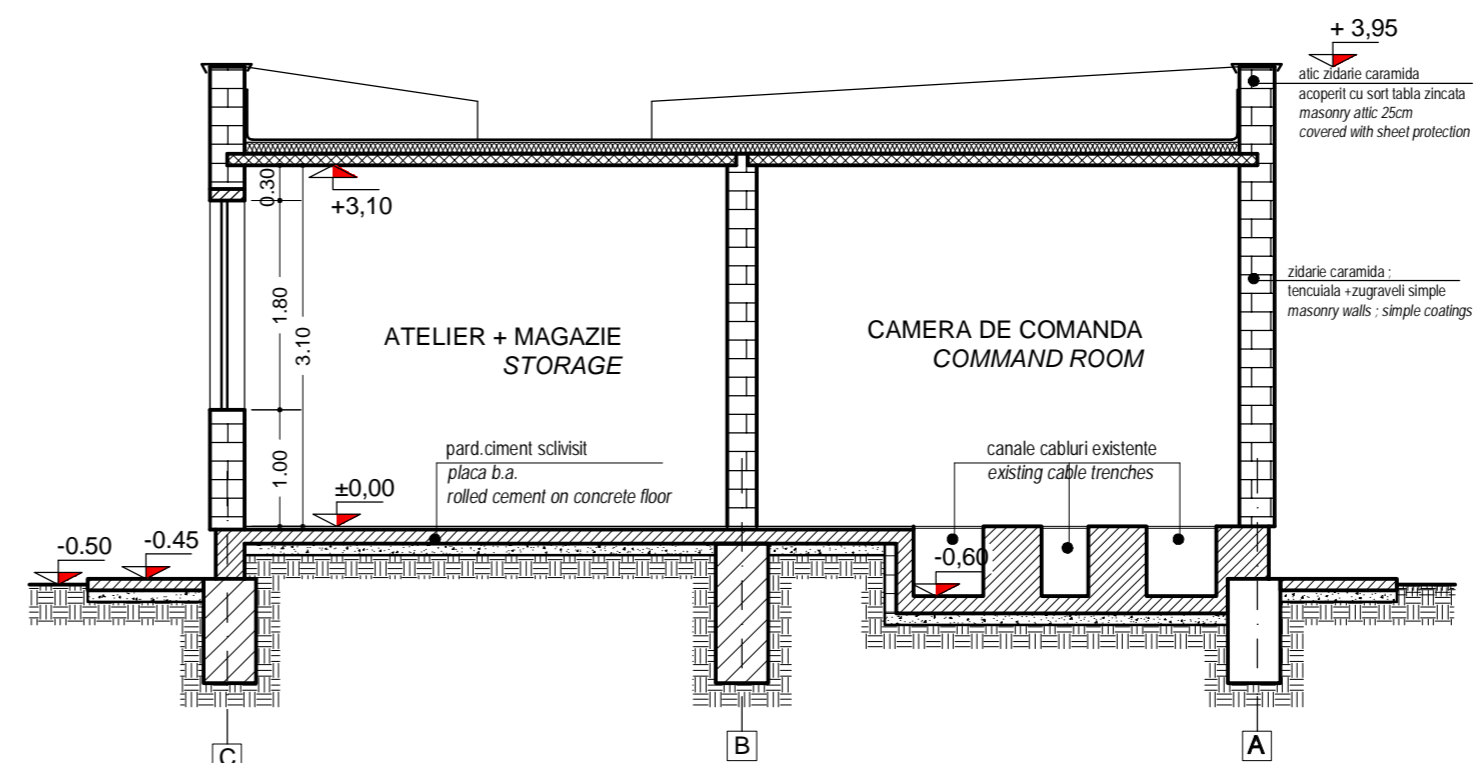 + 3,95
atic zidarie caramida
acoperit cu sort tabla zincata
masonry attic 25cm
covered with sheet protection
0.30
+3,10
1.80
3.10
1.00
ATELIER + MAGAZIE
STORAGE
CAMERA DE COMANDA
COMMAND ROOM
zidarie caramida ;
tencuiala +zugraveli simple
masonry walls ; simple coatings
pard.ciment sclivisit
placa b.a.
rolled cement on concrete floor
canale cabluri existente
existing cable trenches
±0,00
-0.50
-0.45
-0,60
C
B
A